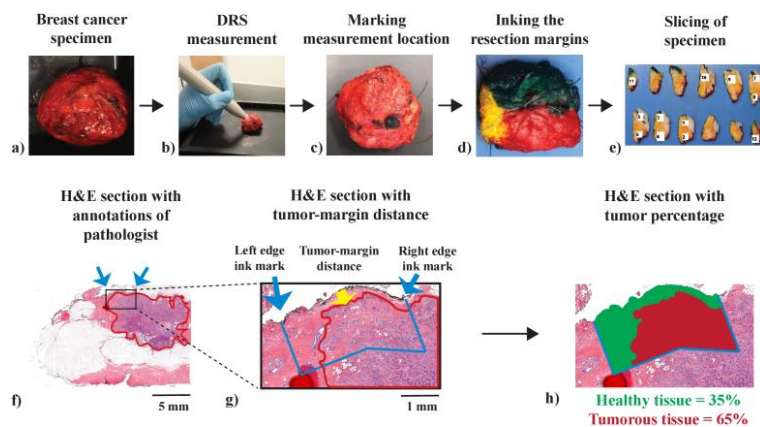 Breast cancer
specimen
DRS
measurement
Marking
measurement location
Inking the
resection margins
Slicing of
specimen
a)
b)
c)
d)
e)
H&E section with
annotations of
pathologist
H&E section with
tumor-margin distance
H&E section with
tumor percentage
Left edge
ink mark
Tumor-margin
distance
Right edge
ink mark
f)
5 mm
g)
1 mm
h)
Healthy tissue = 35%
Tumorous tissue = 65%